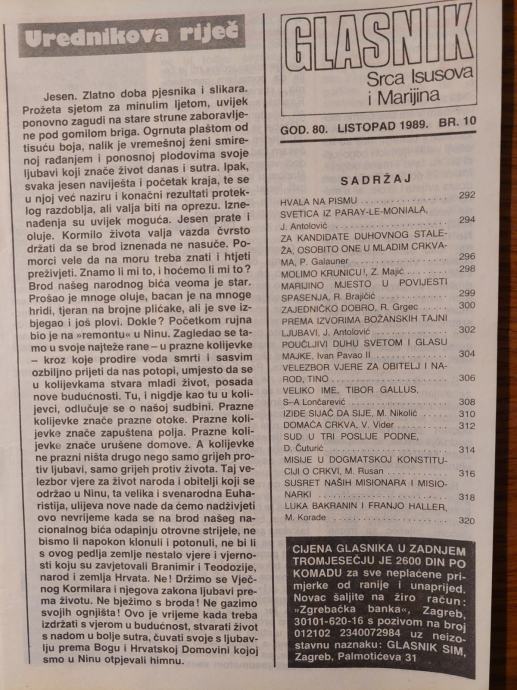 Urednikova riječ
Jesen. Zlatno doba pjesnika i slikara.
Prožeta sjetom za minulim ljetom, uvijek
ponovno zagudi na stare strune zaboravlje-
ne pod gomilom briga. Ogrnuta plaštom od
tisuću boja, nalik je vremešnoj ženi smire-
noj rađanjem i ponosnoj plodovima svoje
ljubavi koji znače život danas i sutra. Ipak,
svaka jesen naviješta i početak kraja, te se
u njoj već naziru i konačni rezultati protek-
log razdoblja, ali valja biti na oprezu. Izne-
nađenja su uvijek moguća. Jesen prate i
oluje. Kormilo života valja vazda čvrsto
držati da se brod iznenada ne nasuče. Po-
morci vele da na moru treba znati i htjeti
preživjeti. Znamo li mi to, i hoćemo li to?
Brod našeg narodnog bića veoma je star.
Prošao je mnoge oluje, bacan je na mnoge
hridi, tjeran na brojne plićake, ali je sve iz-
bjegao i još plovi. Dokle? Početkom rujna
bio je na »remontu« u Ninu. Zagledao se ta-
mo u svoje najteže rane – u prazne kolijevke
– kroz koje prodire voda smrti i sasvim
ozbiljno prijeti da nas potopi, umjesto da se
u kolijevkama stvara mladi život, posada
nove budućnosti. Tu, i nigdje kao tu u koli-
jevci, odlučuje se o našoj sudbini. Prazne
kolijevke znače prazne otoke. Prazne koli-
jevke znače zapuštena polja. Prazne koli-
jevke znače urušene domove. A kolijevke
ne prazni ništa drugo nego samo grijeh pro-
tiv ljubavi, samo grijeh protiv života. Taj ve-
lezbor vjere za život naroda i obitelji koji se
održao u Ninu, ta velika i svenarodna Euha-
ristija, ulijeva nove nade da ćemo nadživjeti
ovo nevrijeme kada se na brod našeg na-
cionalnog bića odapinju otrovne strijele, ne
bismo li napokon klonuli i potonuli, ne bi li
s ovog pedlja zemlje nestalo vjere i vjerno-
sti koju su zavjetovali Branimir i Teodozije,
narod i zemlja Hrvata. Ne! Držimo se Vječ-
nog Kormilara i njegova zakona ljubavi pre-
ma životu. Ne bježimo s broda! Ne gazimo
svojih ognjišta! Ovo je vrijeme kada treba
izdržati s vjerom u budućnost, stvarati život
s nadom u bolje sutra, čuvati svoje s ljubav-
lju prema Bogu i Hrvatskoj Domovini kojoj
smo u Ninu otpjevali himnu.
GLASNIK
Srca Isusova
i Marijina
GOD. 80. LISTOPAD 1989. BR. 10
SADRŽAJ
HVALA NA PISMU . . . . . . . . . . . . . . . 292
SVETICA IZ PARAY-LE-MONIALA,
J. Antolović . . . . . . . . . . . . . . . . . . 294
ZA KANDIDATE DUHOVNOG STALE-
ŽA, OSOBITO ONE U MLADIM CRKVA-
MA, P. Galauner . . . . . . . . . . . . . . . 296
MOLIMO KRUNICU!, Z. Majić . . . . . . 298
MARIJINO MJESTO U POVIJESTI
SPASENJA, R. Brajičić . . . . . . . . . . . 299
ZAJEDNIČKO DOBRO, R. Grgec . . . . 300
PREMA IZVORIMA BOŽANSKIH TAJNI
LJUBAVI, J. Antolović . . . . . . . . . . . 302
POUČLJIVI DUHU SVETOM I GLASU
MAJKE, Ivan Pavao II . . . . . . . . . . . 304
VELEZBOR VJERE ZA OBITELJ I NA-
ROD, TINO . . . . . . . . . . . . . . . . . . . 306
VELIKO IME, TIBOR GALLUS,
S–A Lončarević . . . . . . . . . . . . . . . . 308
IZIĐE SIJAČ DA SIJE, M. Nikolić . . . . 310
DOMAĆA CRKVA, V. Vider . . . . . . . . 312
SUD U TRI POSLIJE PODNE,
D. Čuturić . . . . . . . . . . . . . . . . . . . . 314
MISIJE U DOGMATSKOJ KONSTITU-
CIJI O CRKVI, M. Rusan . . . . . . . . . . 316
SUSRET NAŠIH MISIONARA I MISIO-
NARKI . . . . . . . . . . . . . . . . . . . . . . 318
LUKA BAKRANIN I FRANJO HALLER,
M. Korade . . . . . . . . . . . . . . . . . . . . 320
CIJENA GLASNIKA U ZADNJEM
TROMJESEČJU JE 2600 DIN PO
KOMADU za sve neplaćene pri-
mjerke od ranije i unaprijed.
Novac šaljite na žiro račun:
»Zgrebačka banka«, Zagreb,
30101-620-16 s pozivom na broj
012102 2340072984 uz neizo-
stavnu naznaku: GLASNIK SIM,
Zagreb, Palmotićeva 31